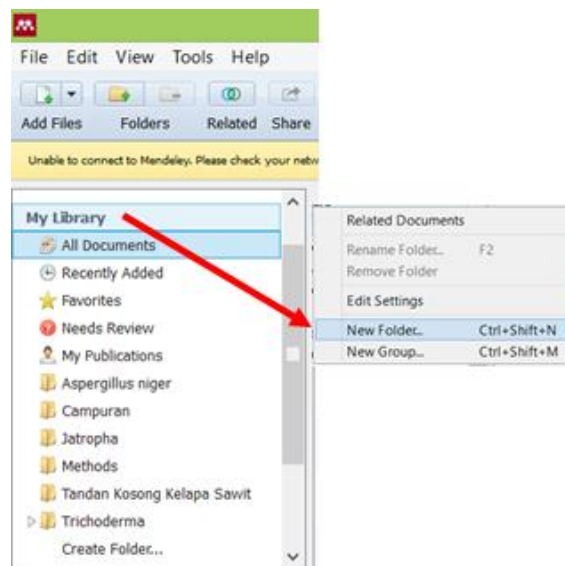 File Edit View Tools Help
Add Files Folders Related Share
Unable to connect to Mendeley. Please check your
My Library
All Documents
Recently Added
Favorites
Needs Review
My Publications
Aspergillus niger
Campuran
Jatropha
Methods
Tandan Kosong Kelapa Sawit
Trichoderma
Create Folder...
Related Documents
Rename Folder... F2
Remove Folder
Edit Settings
New Folder... Ctrl+Shift+N
New Group... Ctrl+Shift+M